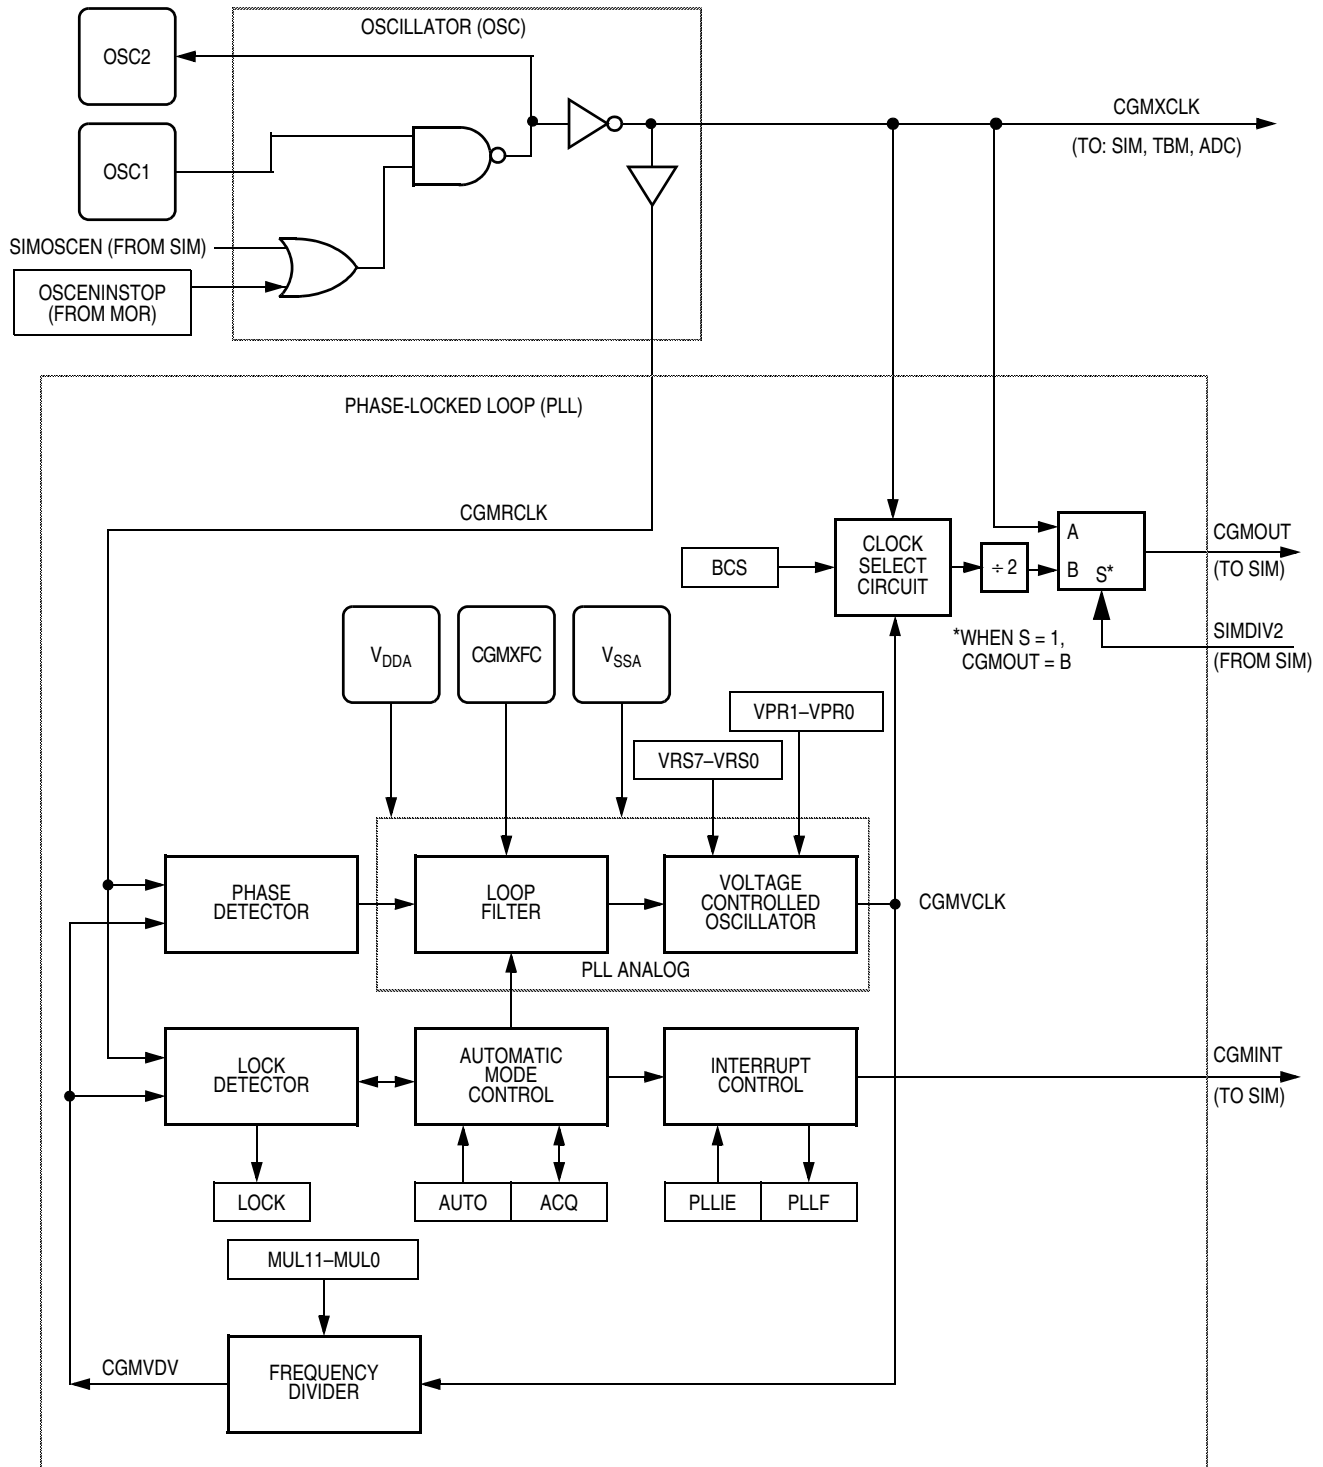 OSCILLATOR (OSC)
OSC2
CGMXCLK
(TO: SIM, TBM, ADC)
OSC1
SIMOSCEN (FROM SIM)
OSCENINSTOP
(FROM MOR)
PHASE-LOCKED LOOP (PLL)
CGMRCLK
BCS
CLOCK
SELECT
CIRCUIT
÷ 2
A
B
S*
CGMOUT
(TO SIM)
*WHEN S = 1,
CGMOUT = B
SIMDIV2
(FROM SIM)
VDDA
CGMXFC
VSSA
VPR1–VPR0
VRS7–VRS0
PHASE
DETECTOR
LOOP
FILTER
VOLTAGE
CONTROLLED
OSCILLATOR
CGMVCLK
PLL ANALOG
LOCK
DETECTOR
AUTOMATIC
MODE
CONTROL
INTERRUPT
CONTROL
CGMINT
(TO SIM)
LOCK
AUTO
ACQ
PLLIE
PLLF
MUL11–MUL0
CGMVDV
FREQUENCY
DIVIDER